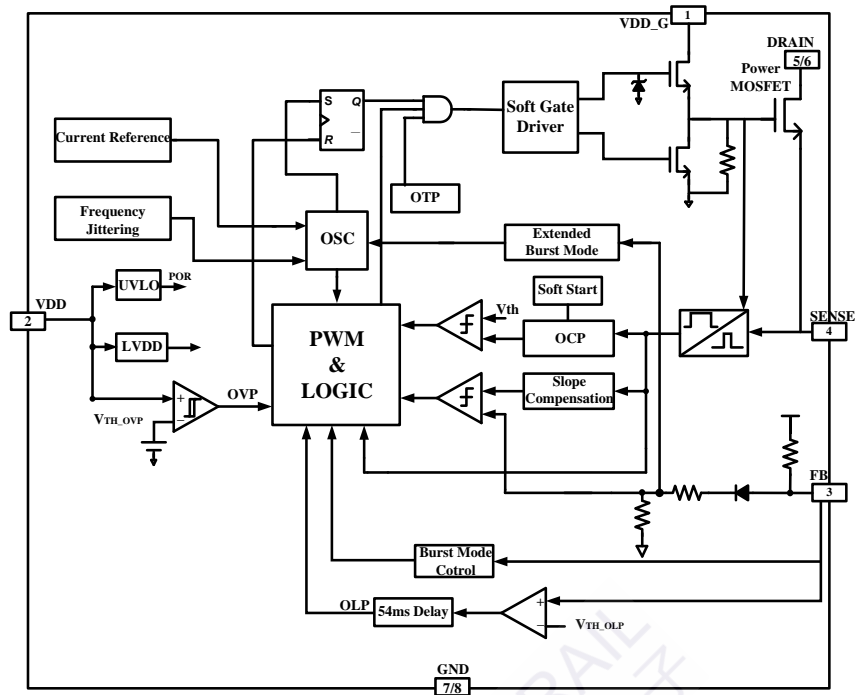 1
VDD_G
DRAIN
5/6
Power
MOSFET
S
Q
R
Soft Gate
Driver
Current Reference
OTP
Frequency
Jittering
OSC
Extended
Burst Mode
VDD
2
UVLO
POR
LVDD
Soft Start
Vth
OCP
SENSE
4
PWM
&
LOGIC
Slope
Compensation
OVP
+
−
VTH_OVP
FB
3
Burst Mode
Cotrol
OLP
54ms Delay
+
−
VTH_OLP
GND
7/8
RAIL
子